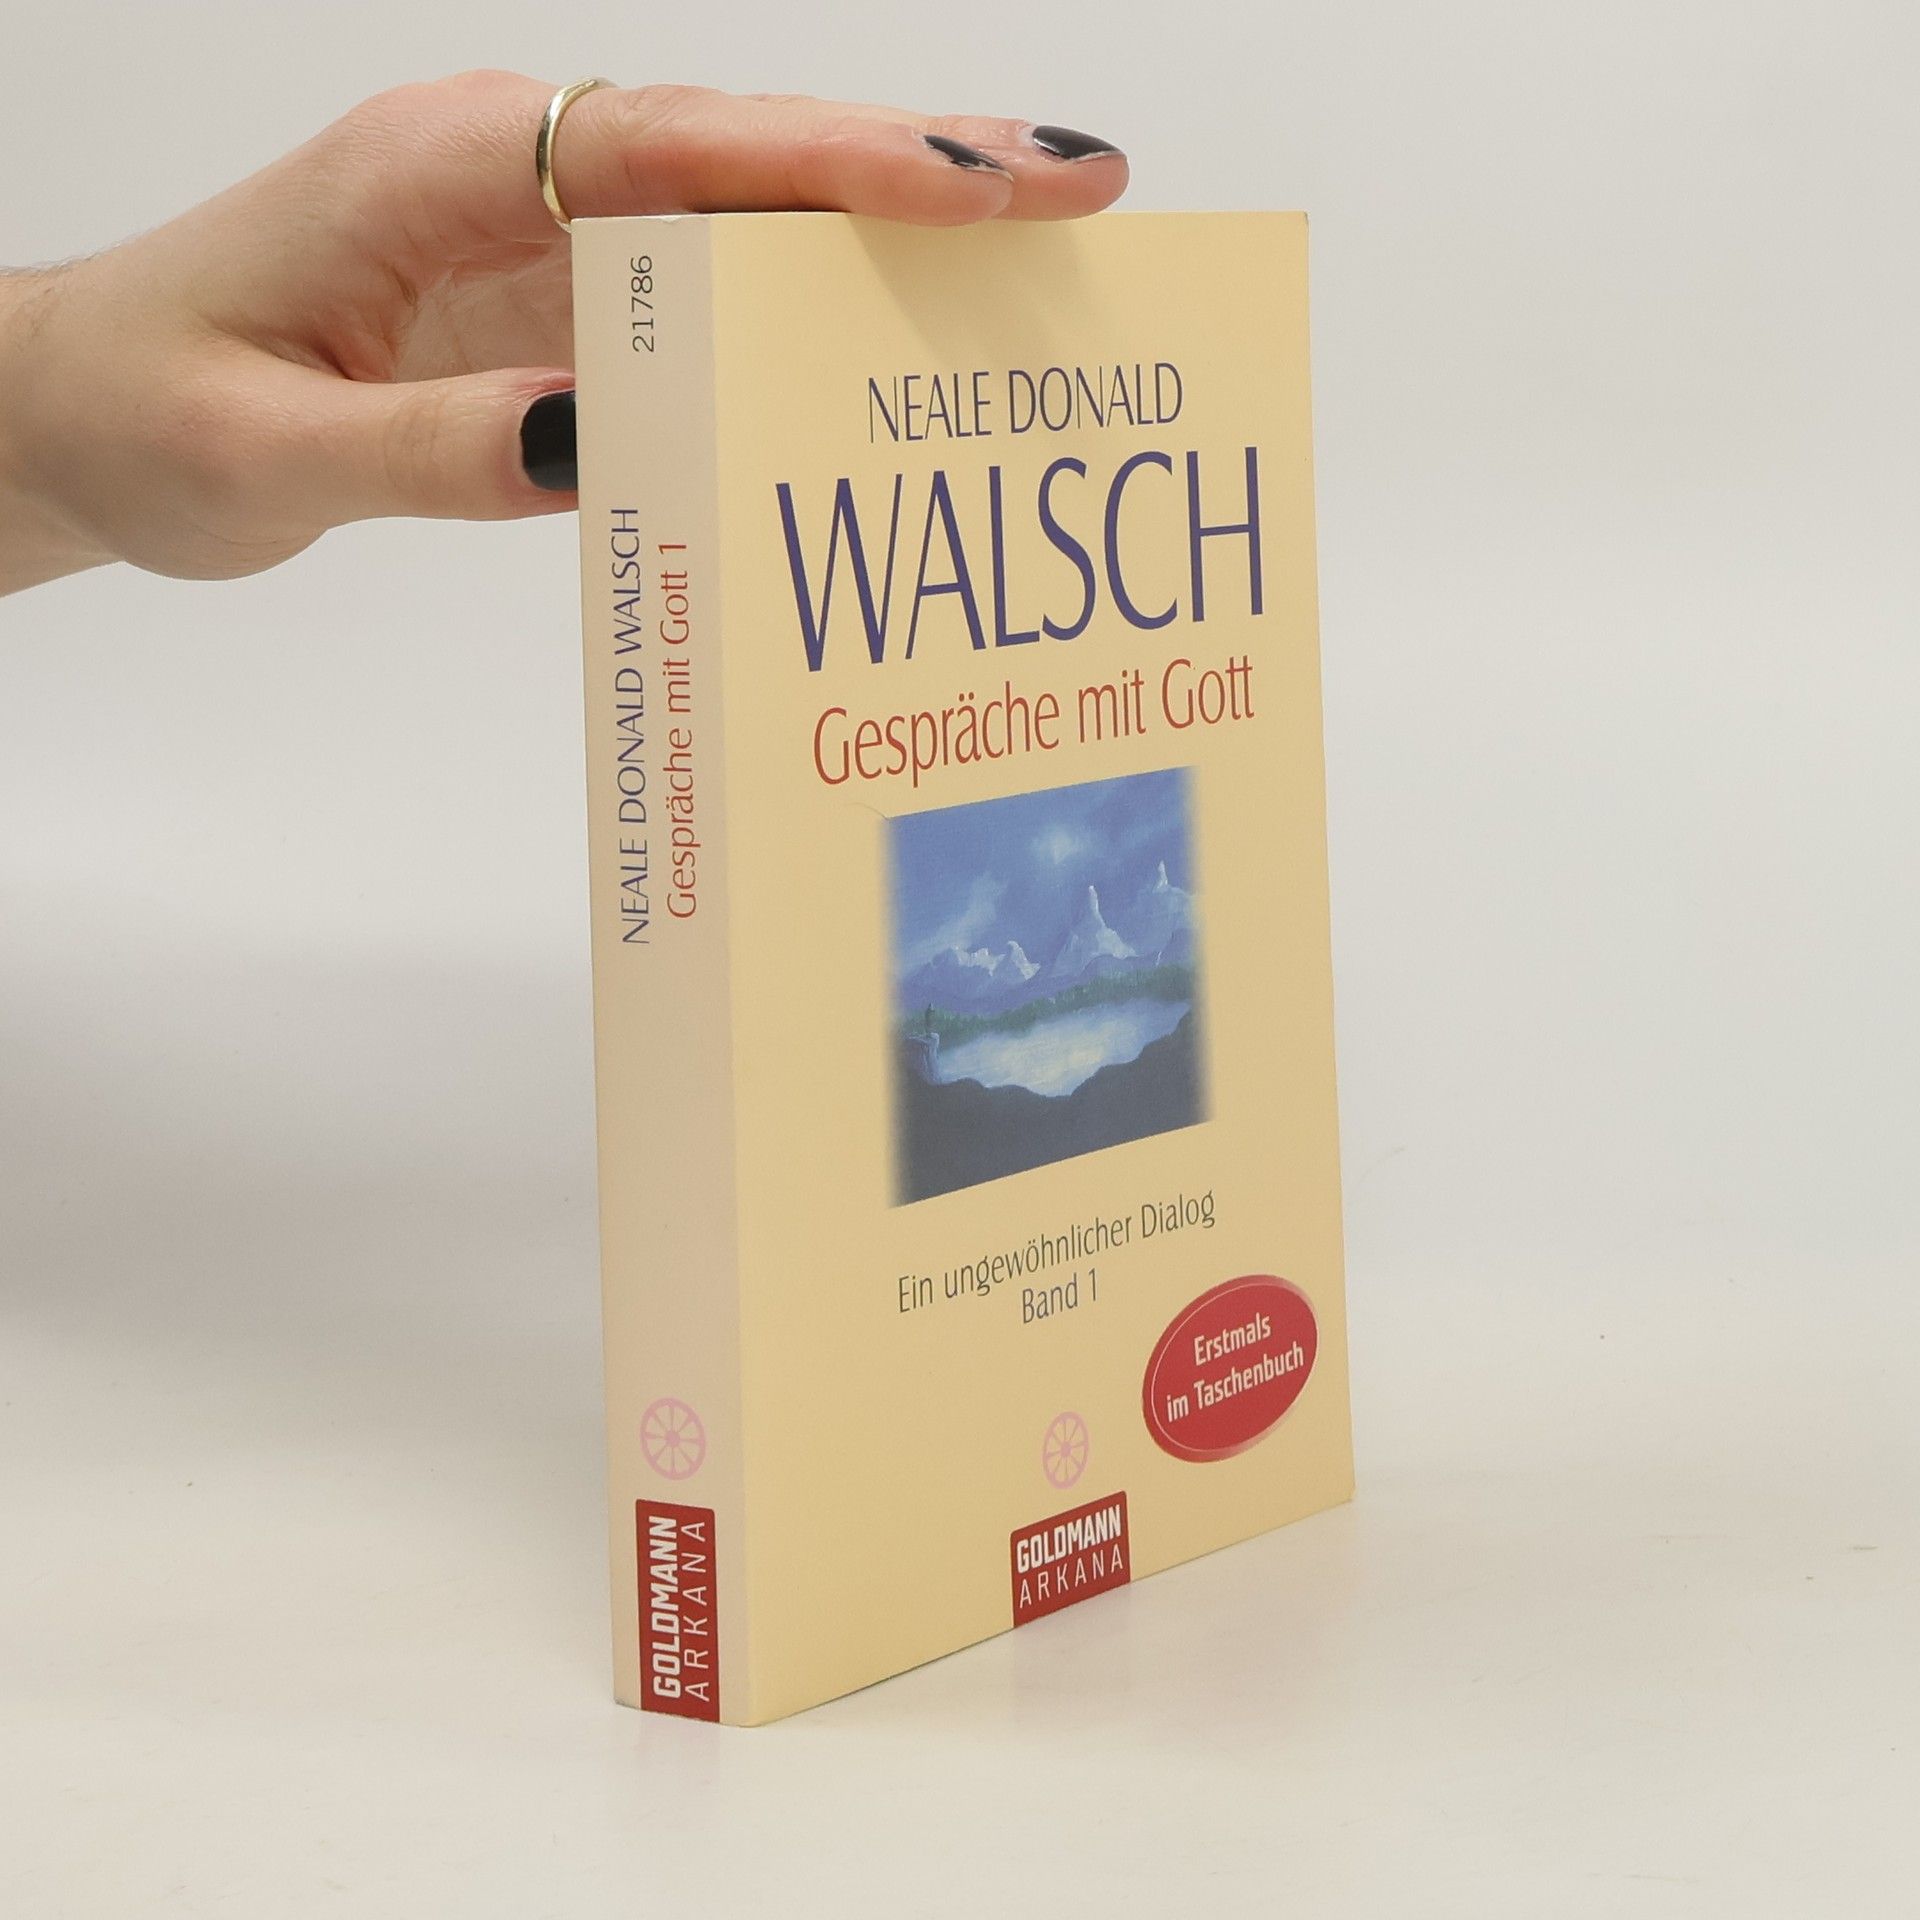 21786
NEALE DONALD WALSCH
Gespräche mit Gott 1
GOLDMANN
ARKANA
NEALE DONALD
WALSCH
Gespräche mit Gott
Ein ungewöhnlicher Dialog
Band 1
Erstmals
im Taschenbuch
GOLDMANN
ARKANA